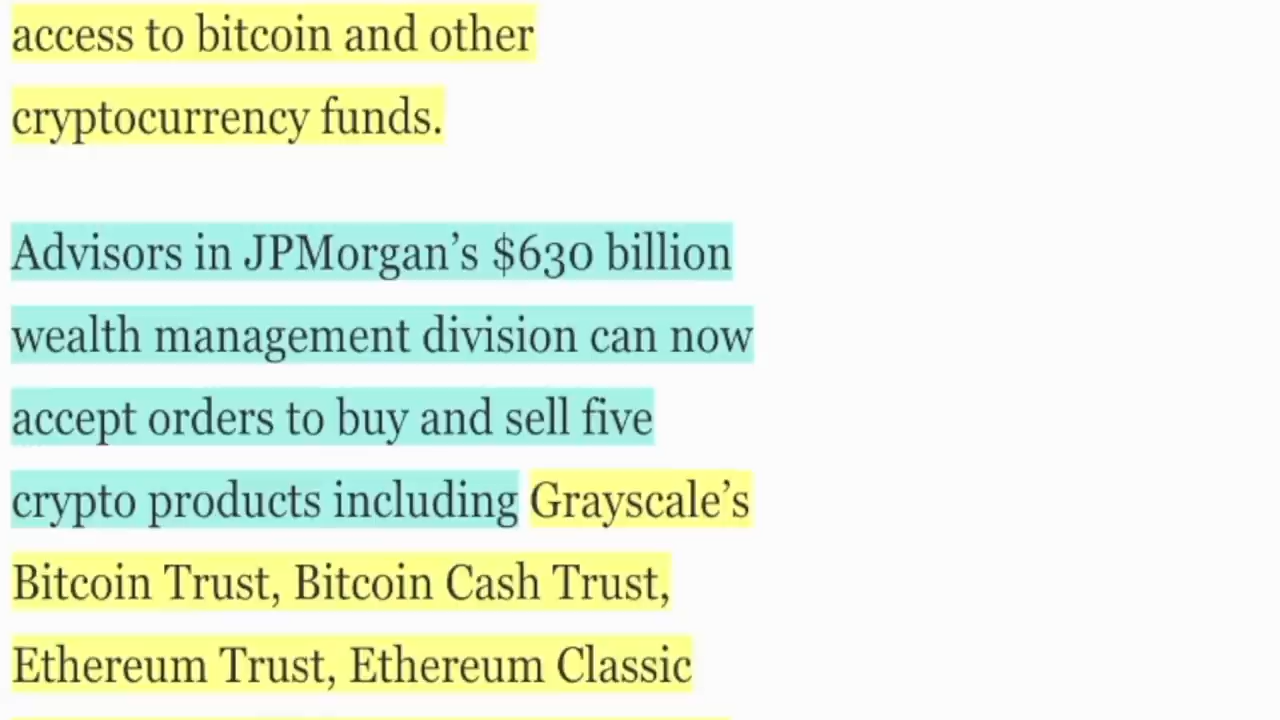 access to bitcoin and other
cryptocurrency funds.
Advisors in JPMorgan’s $630 billion
wealth management division can now
accept orders to buy and sell five
crypto products including Grayscale’s
Bitcoin Trust, Bitcoin Cash Trust,
Ethereum Trust, Ethereum Classic